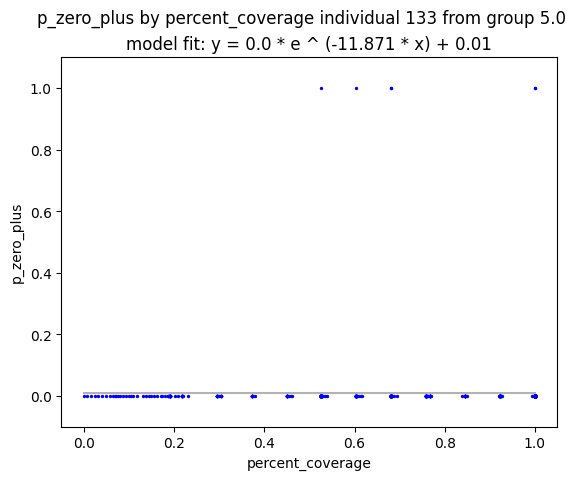 p_zero_plus by percent_coverage individual 133 from group 5.0
model fit: y = 0.0 * e ^ (-11.871 * x) + 0.01
1.0
0.8
0.6
0.4
0.2
0.0
p_zero_plus
0.0 0.2 0.4 0.6 0.8 1.0
percent_coverage